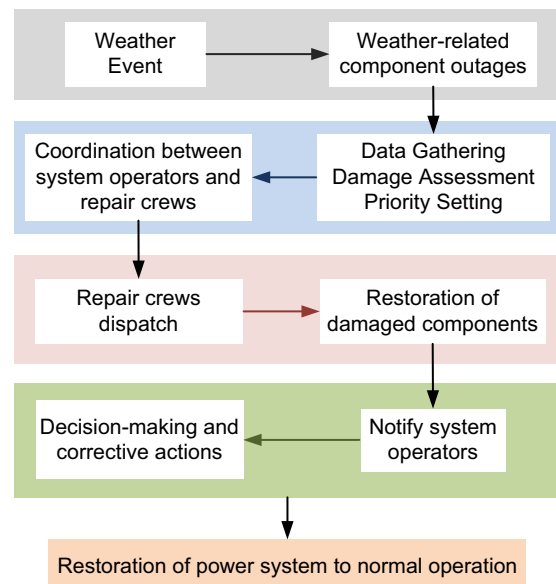 Weather
Event
Weather-related
component outages
Coordination between
system operators and
repair crews
Data Gathering
Damage Assessment
Priority Setting
Repair crews
dispatch
Restoration of
damaged components
Decision-making and
corrective actions
Notify system
operators
Restoration of power system to normal operation